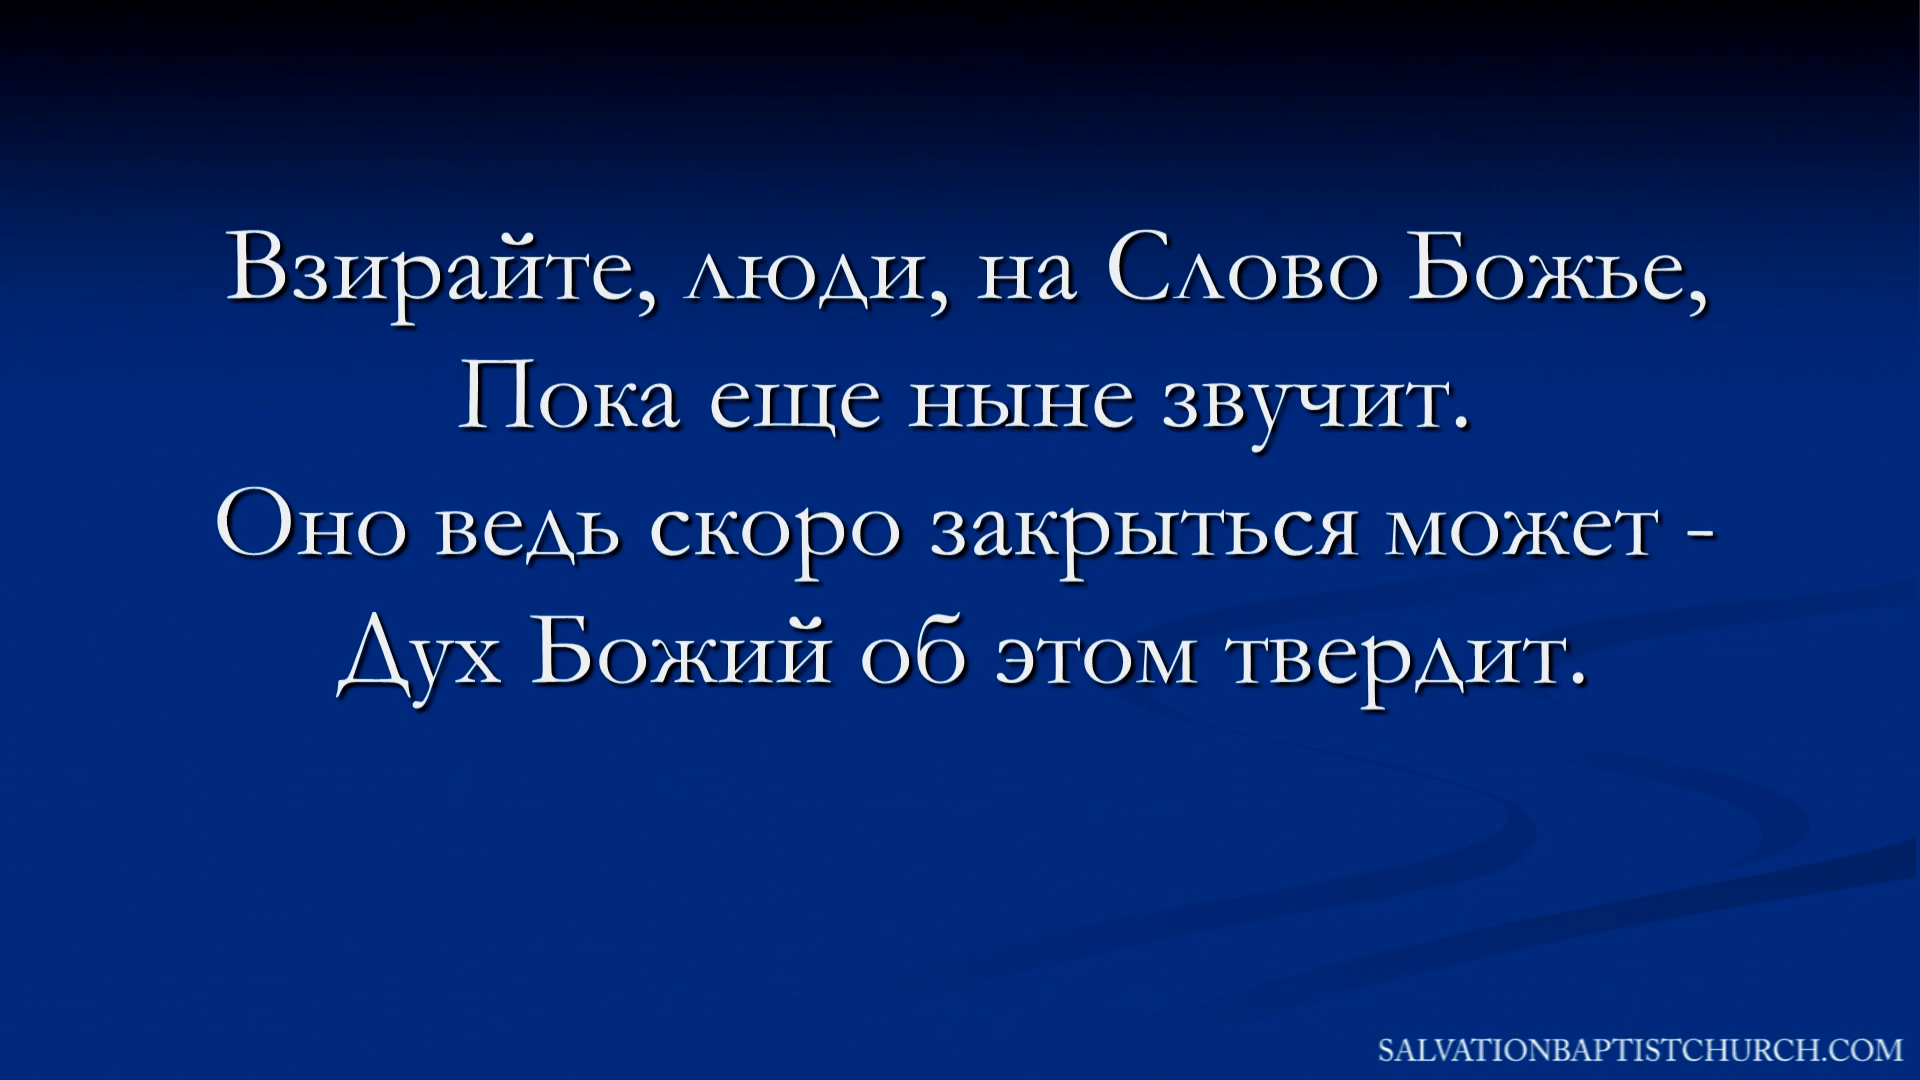 Взирайте, люди, на Слово Божье,
Пока еще ныне звучит.
Оно ведь скоро закрыться может -
Дух Божий об этом твердит.
SALVATIONBAPTISTCHURCH.COM